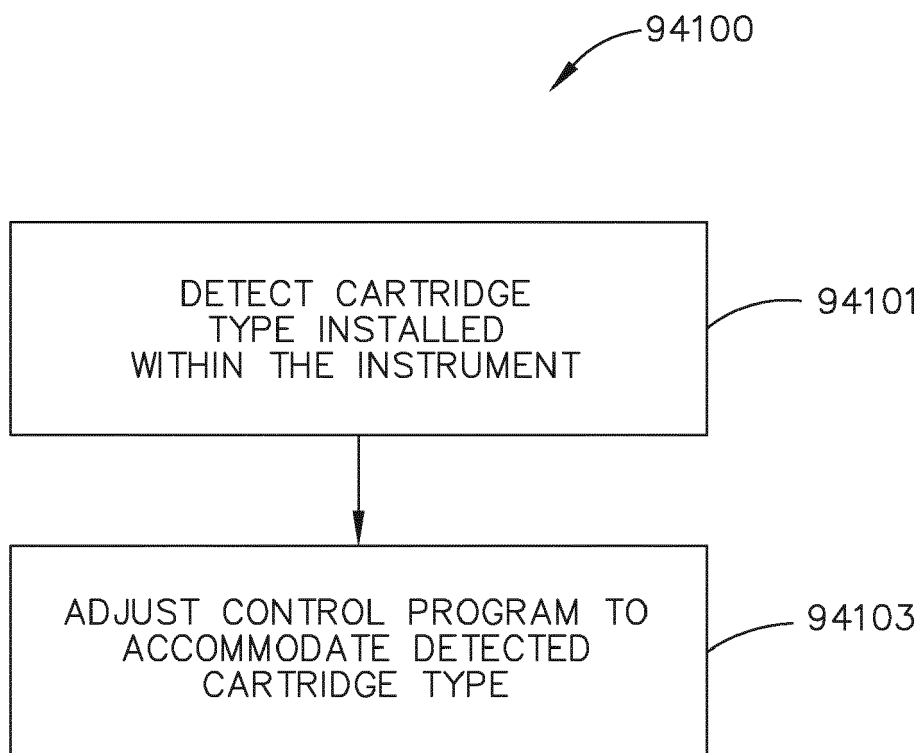 94100
DETECT CARTRIDGE
TYPE INSTALLED
WITHIN THE INSTRUMENT
94101
ADJUST CONTROL PROGRAM TO
ACCOMMODATE DETECTED
CARTRIDGE TYPE
94103